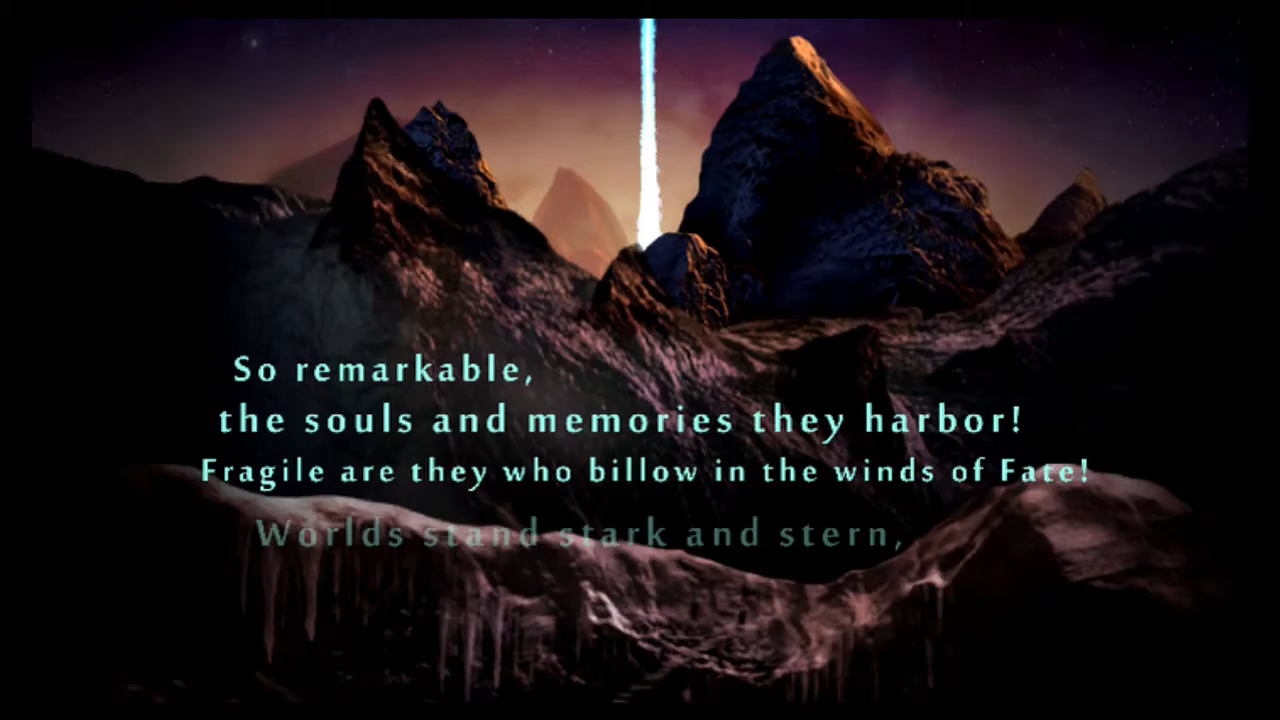 So remarkable,
the souls and memories they harbor!
Fragile are they who billow in the winds of Fate!
Worlds stand stark and stern,